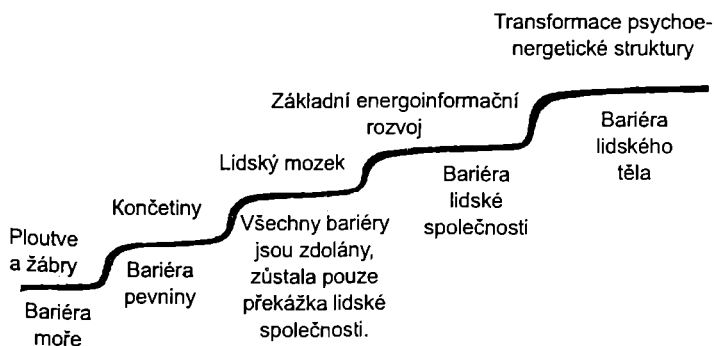 Ploutve
a žábry
Bariéra
moře
Končetiny
Bariéra
pevniny
Lidský mozek
Všechny bariéry
jsou zdolány,
zůstala pouze
překážka lidské
společnosti.
Základní energoinformační
rozvoj
Bariéra
lidské
společnosti
Transformace psychoe-
nergetické struktury
Bariéra
lidského
těla